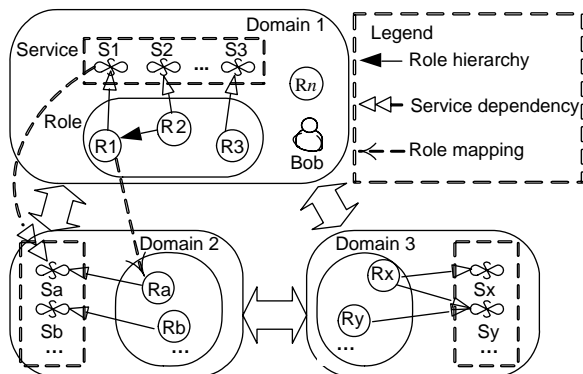 Domain 1
Service S1 S2 ... S3
Rn
Role R1 R2 R3
Bob
Legend
Role hierarchy
Service dependency
Role mapping
Domain 2
Sa Ra
Sb Rb
... ...
Domain 3
Rx Sx
Ry Sy
... ...